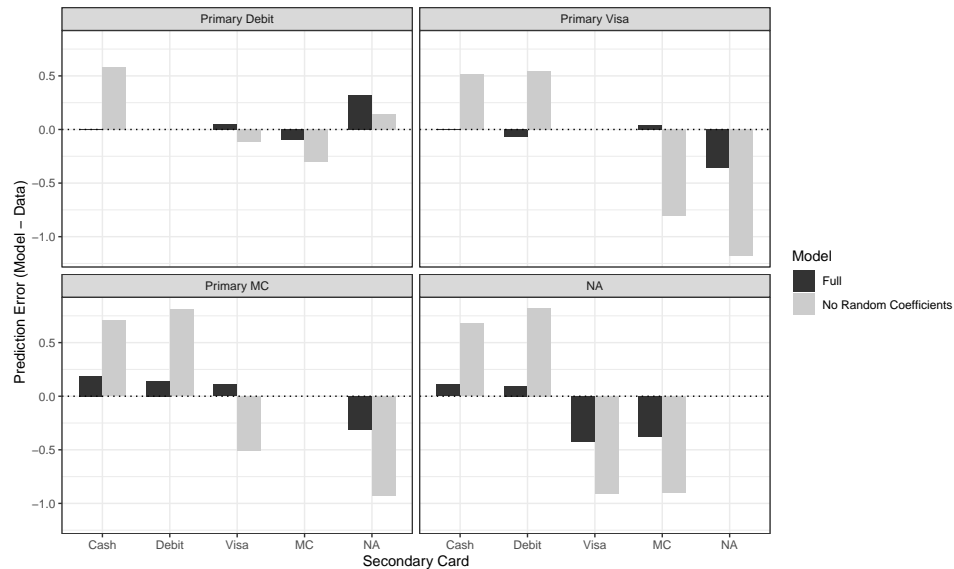 Primary Debit
Primary Visa
0.5
0.0
−0.5
−1.0
Primary MC
NA
0.5
0.0
−0.5
−1.0
Prediction Error (Model − Data)
Cash Debit Visa MC NA
Cash Debit Visa MC NA
Secondary Card
Model
Full
No Random Coefficients